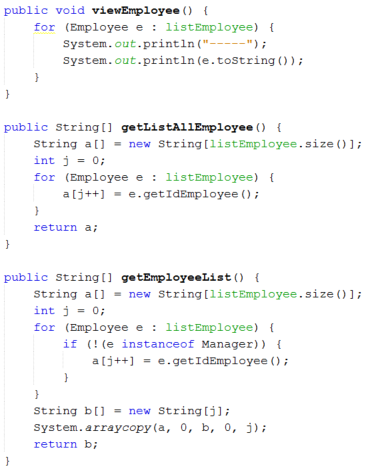 public void viewEmployee() {
    for (Employee e : listEmployee) {
        System.out.println("-----");
        System.out.println(e.toString());
    }
}

public String[] getListAllEmployee() {
    String a[] = new String[listEmployee.size()];
    int j = 0;
    for (Employee e : listEmployee) {
        a[j++] = e.getIdEmployee();
    }
    return a;
}

public String[] getEmployeeList() {
    String a[] = new String[listEmployee.size()];
    int j = 0;
    for (Employee e : listEmployee) {
        if (!(e instanceof Manager)) {
            a[j++] = e.getIdEmployee();
        }
    }
    String b[] = new String[j];
    System.arraycopy(a, 0, b, 0, j);
    return b;
}